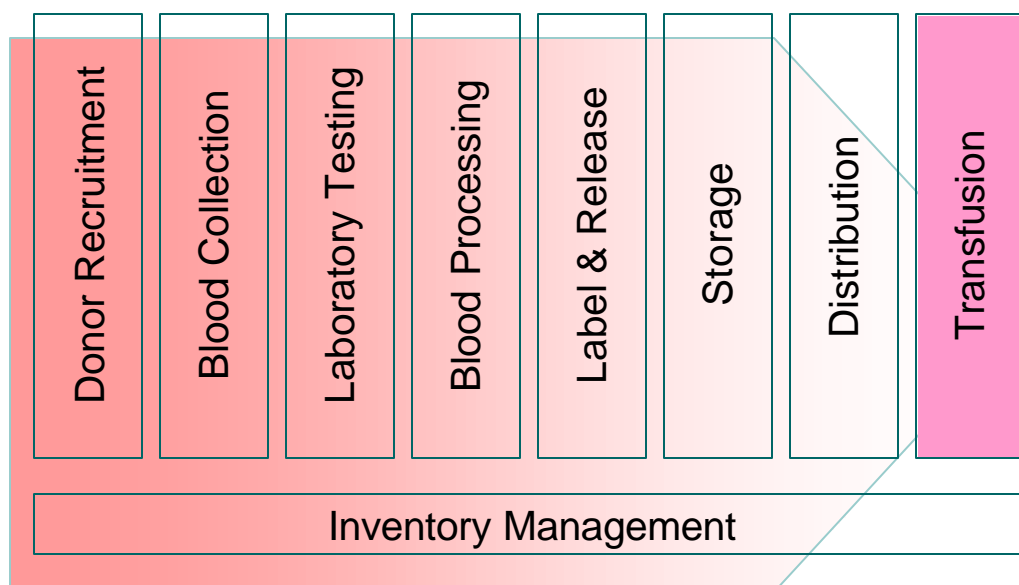 Donor Recruitment
Blood Collection
Laboratory Testing
Blood Processing
Label & Release
Storage
Distribution
Transfusion
Inventory Management